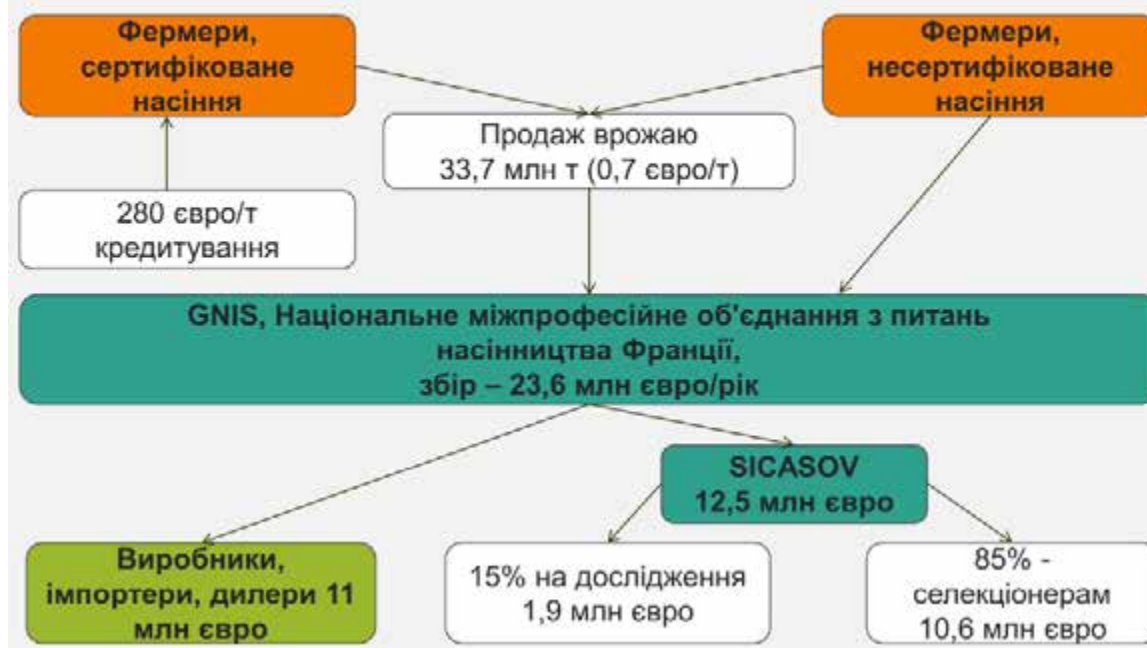 Фермери,
сертифіковане
насіння
Фермери,
несертифіковане
насіння
Продаж врожаю
33,7 млн т (0,7 євро/т)
280 євро/т
кредитування
GNIS, Національне міжпрофесійне об'єднання з питань
насінництва Франції,
збір – 23,6 млн євро/рік
SICASOV
12,5 млн євро
Виробники,
імпортери, дилери 11
млн євро
15% на дослідження
1,9 млн євро
85% -
селекціонерам
10,6 млн євро